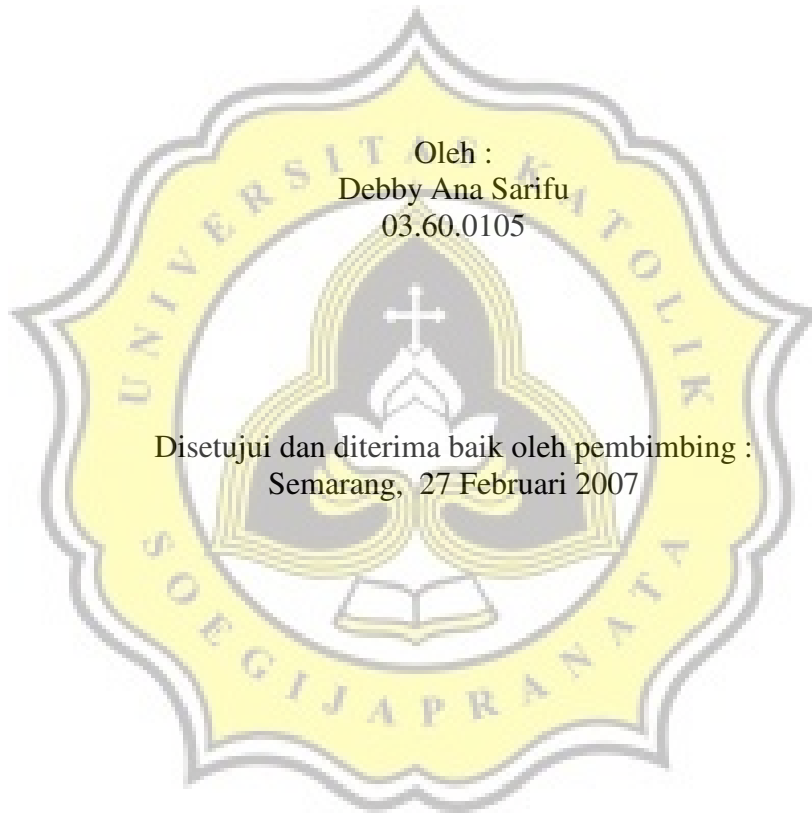 Oleh :
Debby Ana Sarifu
03.60.0105
UNIVERSITAS KATOLIK
Disetujui dan diterima baik oleh pembimbing :
Semarang, 27 Februari 2007
SOEGIJAPRANATA